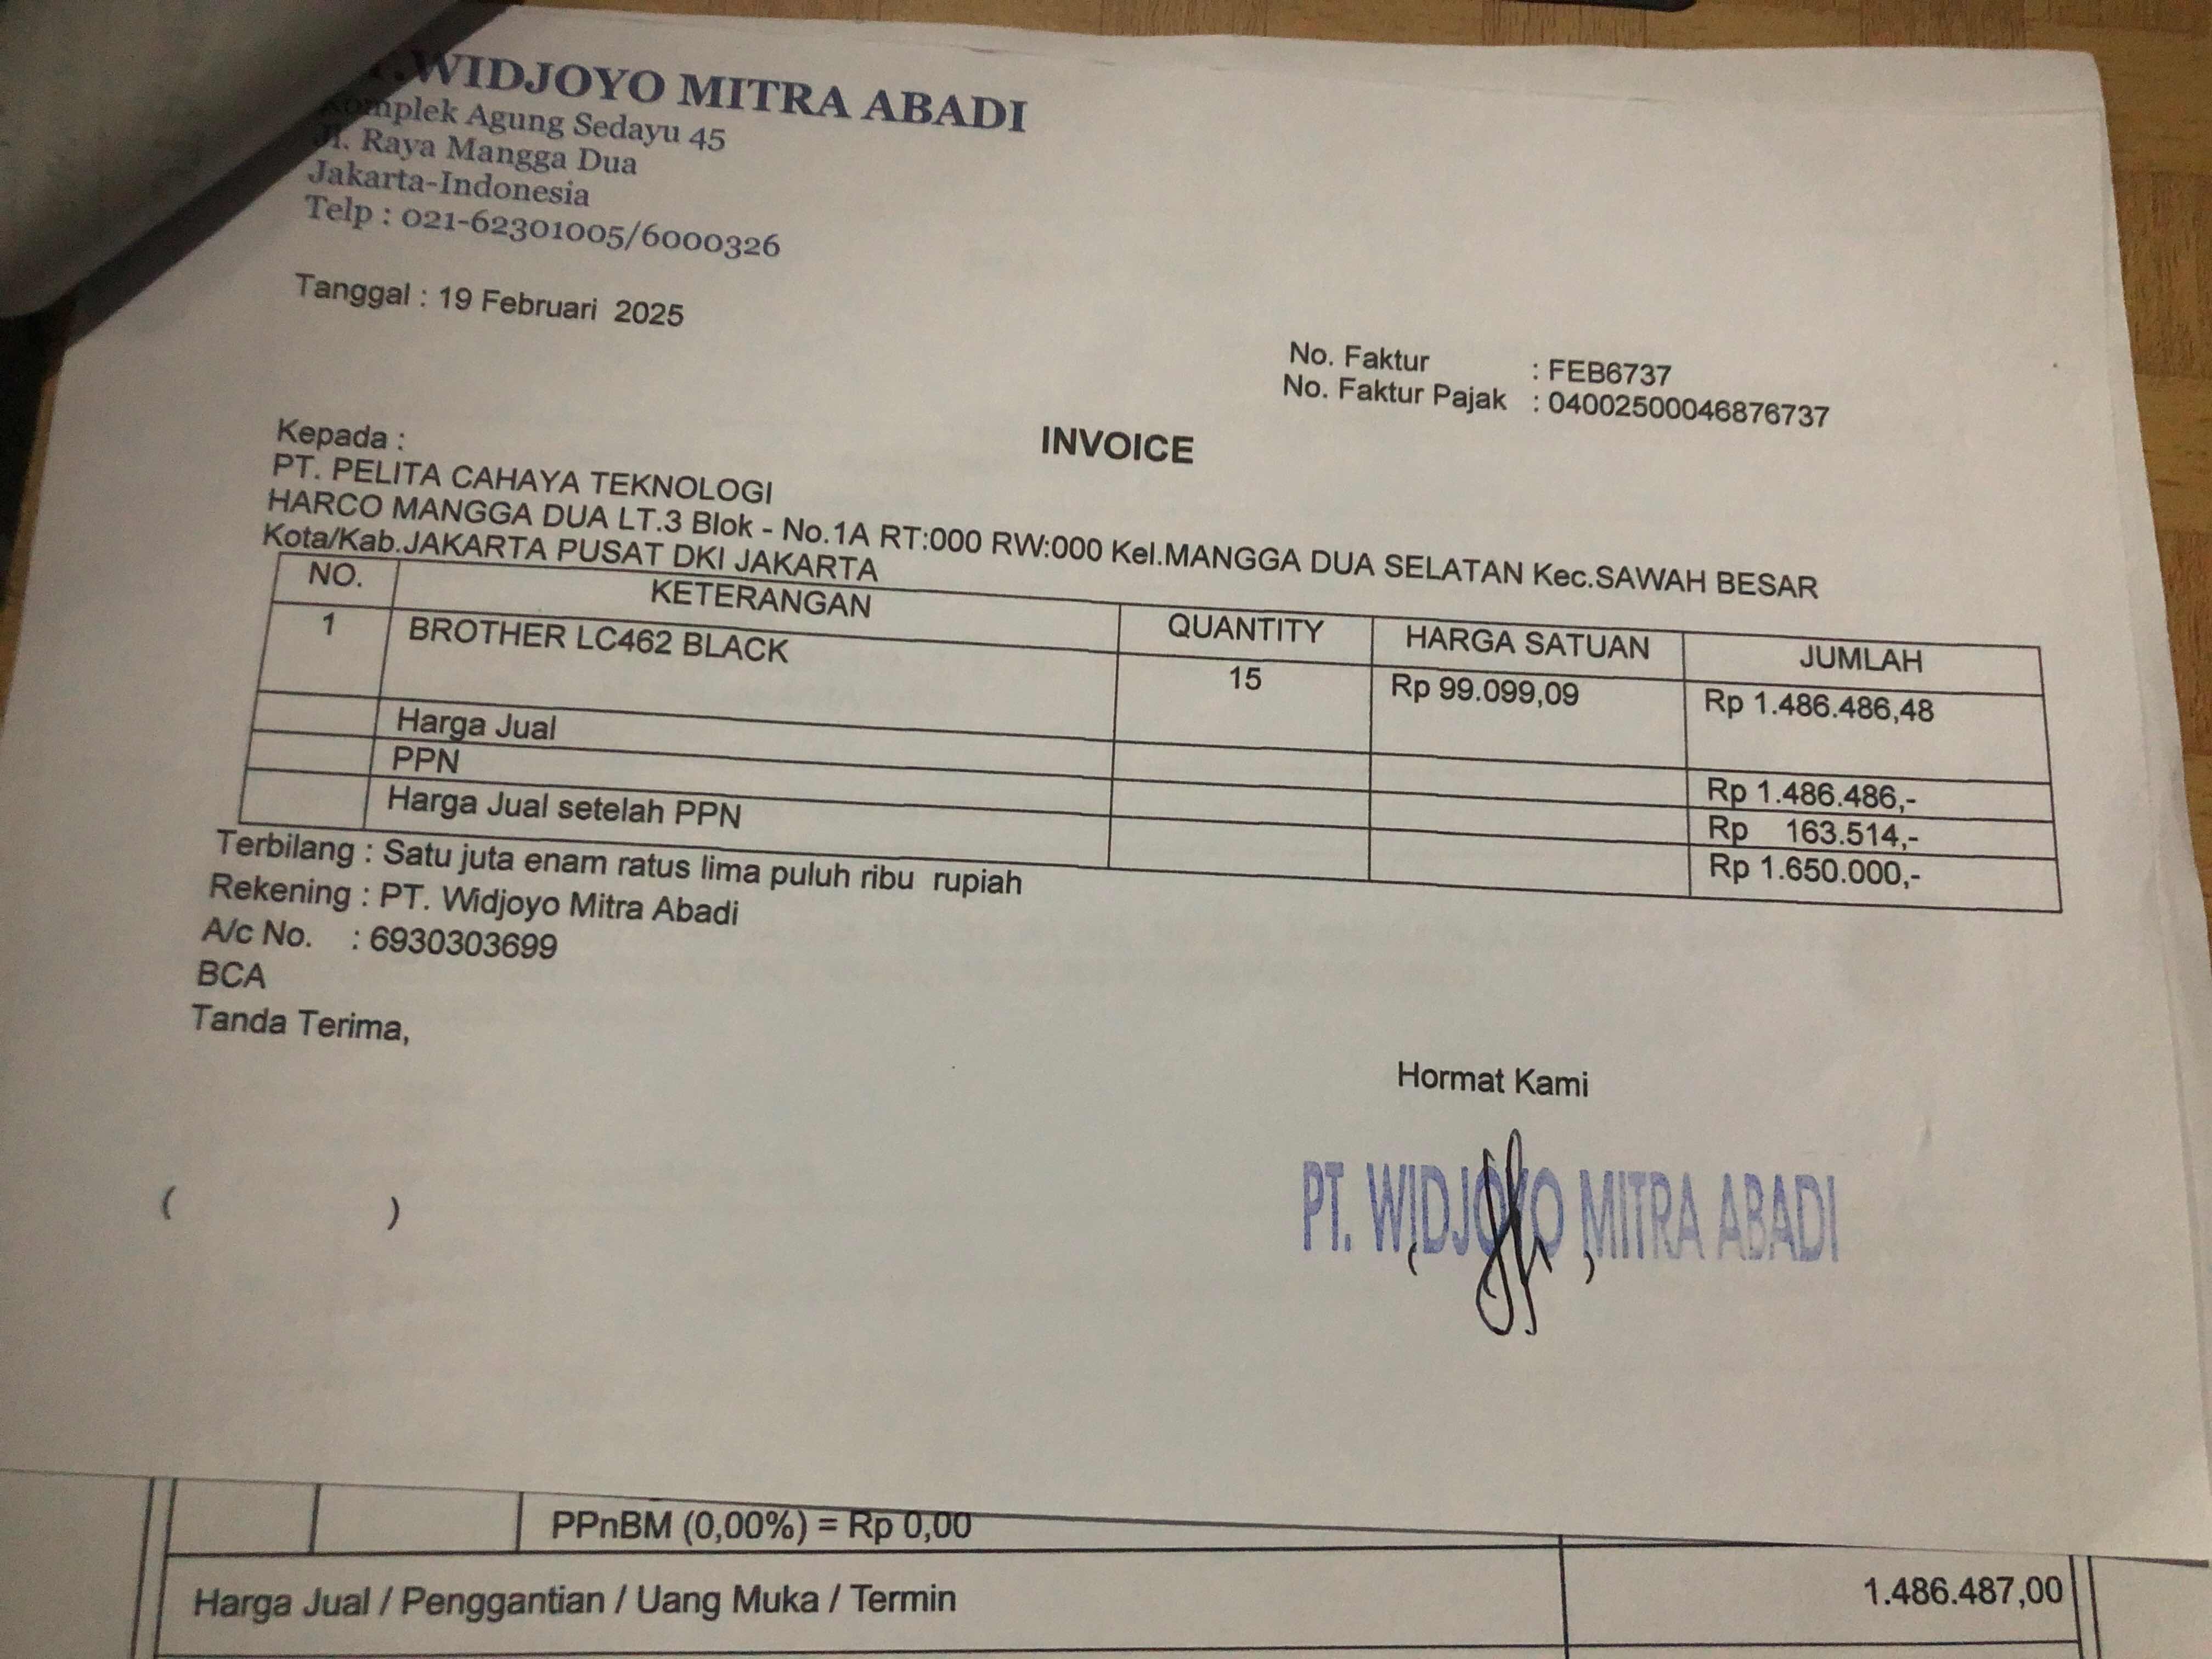 .WIDJOYO MITRA ABADI
Komplek Agung Sedayu 45
Jl. Raya Mangga Dua
Jakarta-Indonesia
Telp : 021-62301005/6000326
Tanggal : 19 Februari 2025
No. Faktur : FEB6737
No. Faktur Pajak : 04002500046876737
INVOICE
Kepada :
PT. PELITA CAHAYA TEKNOLOGI
HARCO MANGGA DUA LT.3 Blok - No.1A RT:000 RW:000 Kel.MANGGA DUA SELATAN Kec.SAWAH BESAR
Kota/Kab.JAKARTA PUSAT DKI JAKARTA
NO. KETERANGAN QUANTITY HARGA SATUAN JUMLAH
1 BROTHER LC462 BLACK 15 Rp 99.099,09 Rp 1.486.486,48
Harga Jual Rp 1.486.486,-
PPN Rp 163.514,-
Harga Jual setelah PPN Rp 1.650.000,-
Terbilang : Satu juta enam ratus lima puluh ribu rupiah
Rekening : PT. Widjoyo Mitra Abadi
A/c No. : 6930303699
BCA
Tanda Terima,
Hormat Kami
PT. WIDJOYO MITRA ABADI
( )
( )
PPnBM (0,00%) = Rp 0,00
Harga Jual / Penggantian / Uang Muka / Termin 1.486.487,00